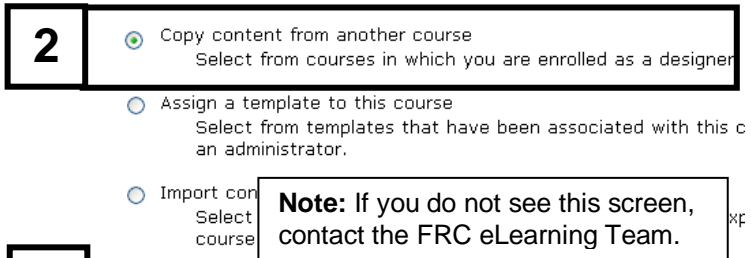 2
Copy content from another course
Select from courses in which you are enrolled as a designer
Assign a template to this course
Select from templates that have been associated with this
an administrator.
Import
Select
course
Note: If you do not see this screen,
contact the FRC eLearning Team.